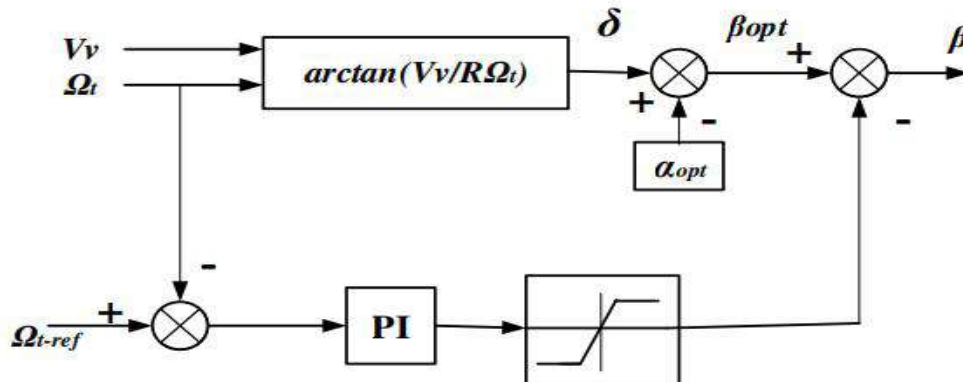 Vv
Ωt
arctan(Vv/RΩt)
δ
+
-
αopt
βopt
+
-
β
Ωt-ref
+
-
PI